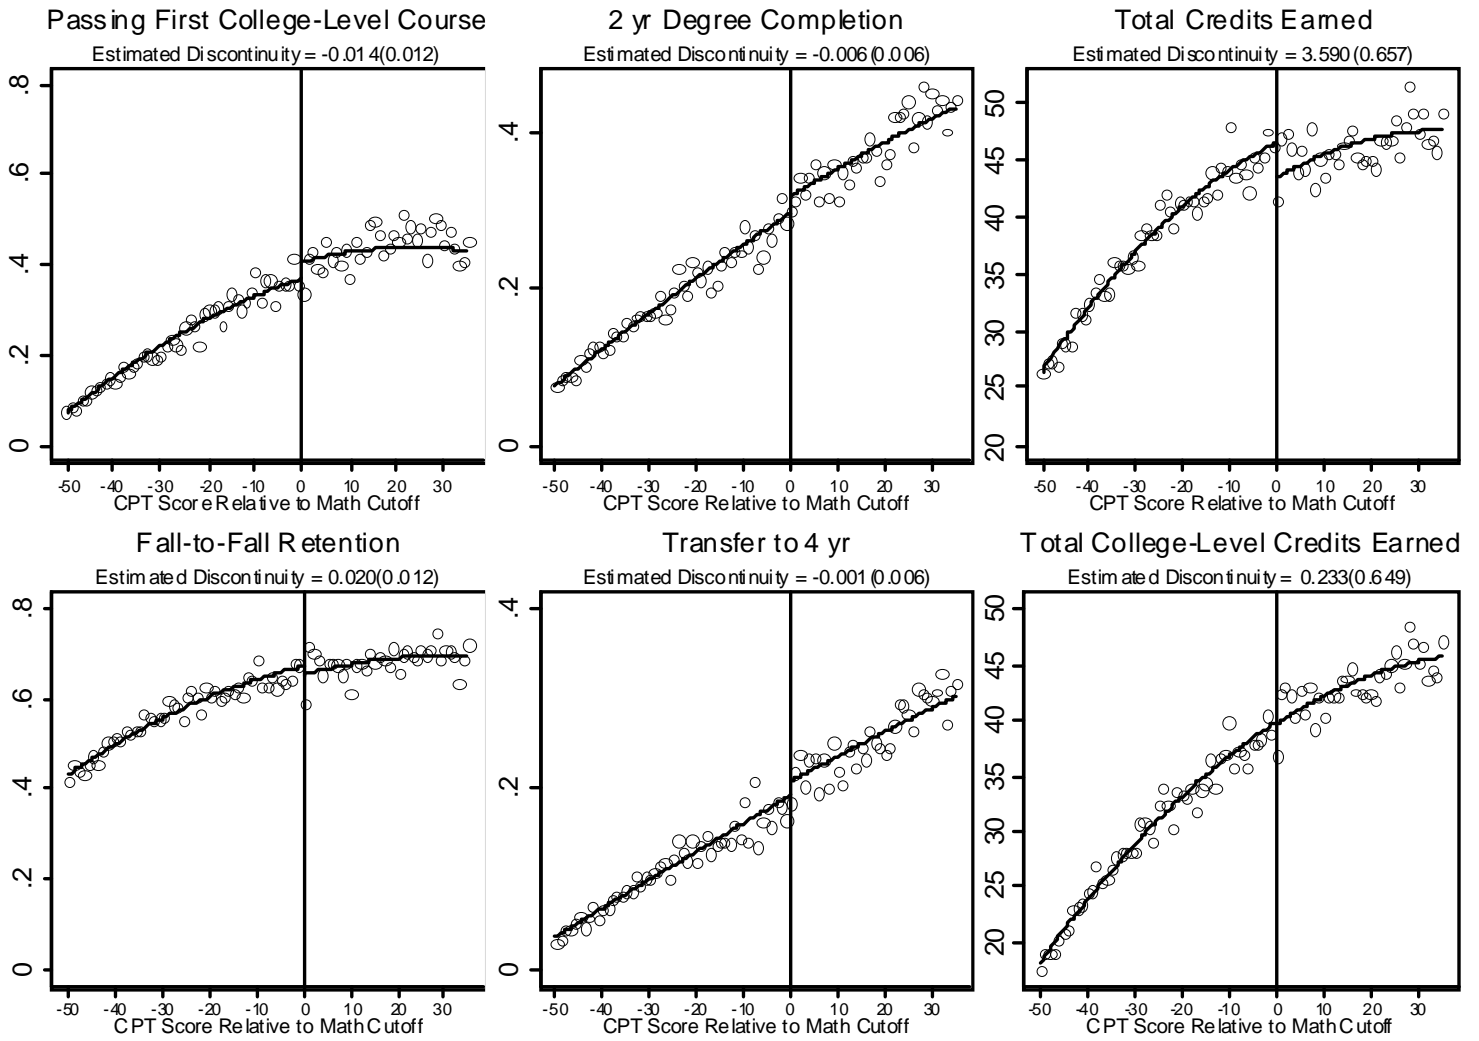 Passing First College-Level Course
Estimated Discontinuity = -0.014(0.012)
.8
.6
.4
.2
0
-50 -40 -30 -20 -10 0 10 20 30
CPT Score Relative to Math Cutoff
2 yr Degree Completion
Estimated Discontinuity = -0.006(0.006)
.4
.2
0
-50 -40 -30 -20 -10 0 10 20 30
CPT Score Relative to Math Cutoff
Total Credits Earned
Estimated Discontinuity = 3.590(0.657)
50
45
40
35
30
25
20
-50 -40 -30 -20 -10 0 10 20 30
CPT Score Relative to Math Cutoff
Fall-to-Fall Retention
Estimated Discontinuity = 0.020(0.012)
.8
.6
.4
.2
0
-50 -40 -30 -20 -10 0 10 20 30
CPT Score Relative to Math Cutoff
Transfer to 4 yr
Estimated Discontinuity = -0.001(0.006)
.4
.2
0
-50 -40 -30 -20 -10 0 10 20 30
CPT Score Relative to Math Cutoff
Total College-Level Credits Earned
Estimated Discontinuity = 0.233(0.649)
50
45
40
35
30
25
20
-50 -40 -30 -20 -10 0 10 20 30
CPT Score Relative to Math Cutoff